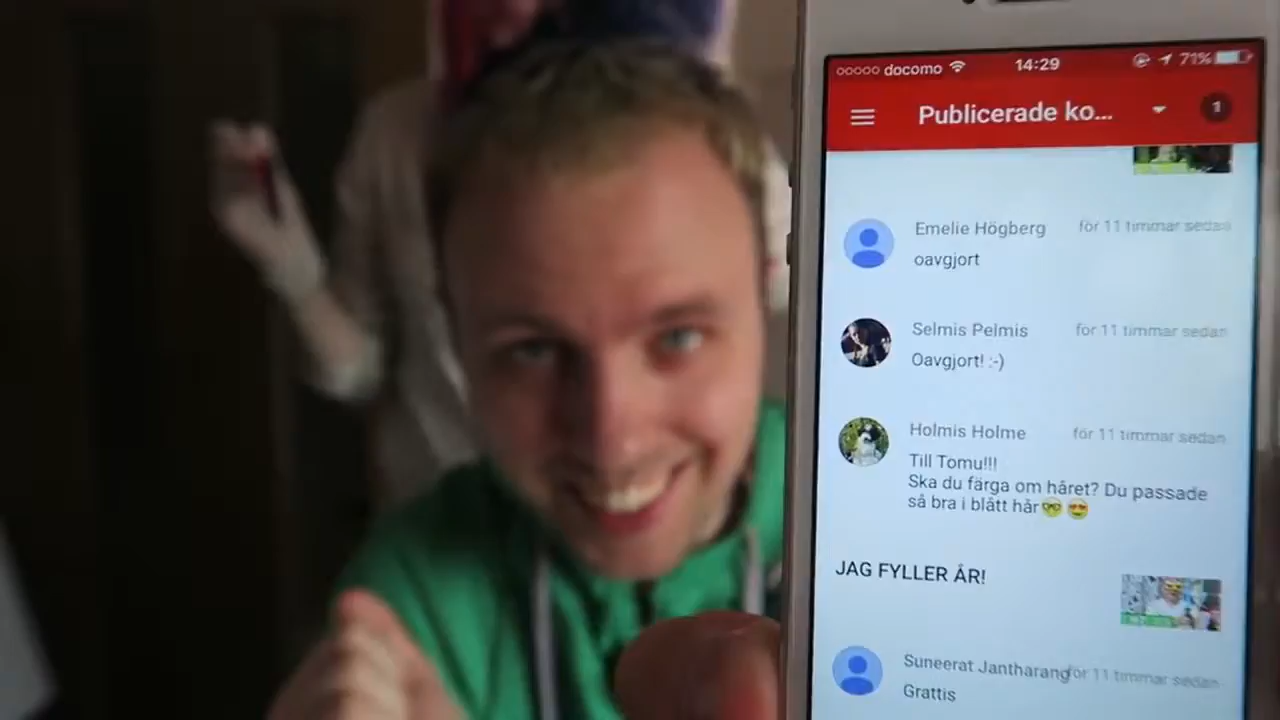 ooooo docomo 14:29 71%
Publicerade ko... 1
Emelie Högberg för 11 timmar sedan
oavgjort
Selmis Pelmis för 11 timmar sedan
Oavgjort! :-)
Holmis Holme för 11 timmar sedan
Till Tomu!!!
Ska du färga om håret? Du passade
så bra i blått hår🤓😍
JAG FYLLER ÅR!
Suneerat Jantharang för 11 timmar sedan
Grattis